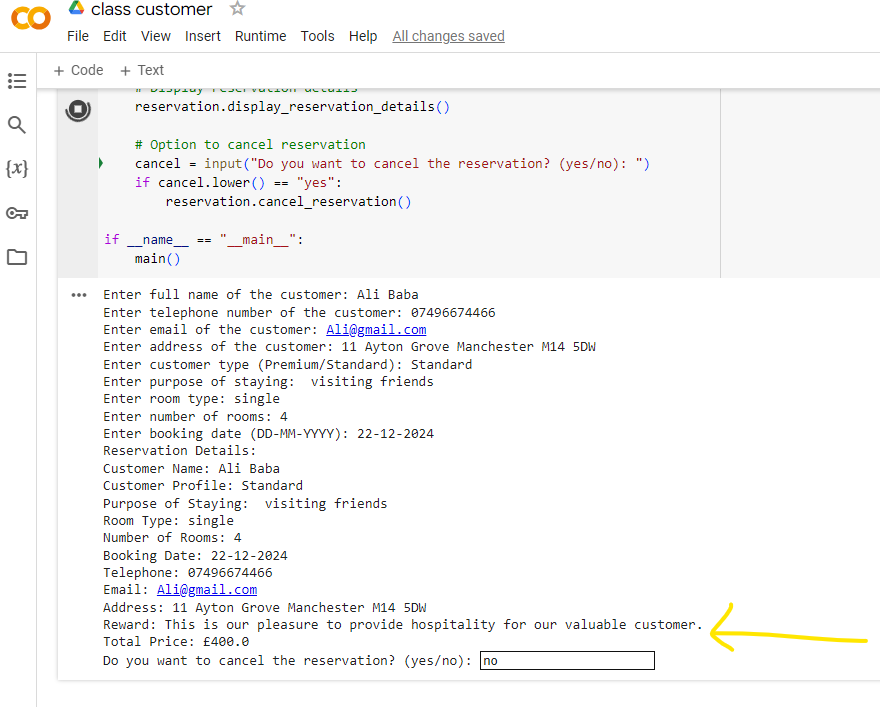 CO
class customer
File Edit View Insert Runtime Tools Help All changes saved
+ Code + Text
# Display reservation details
reservation.display_reservation_details()
# Option to cancel reservation
cancel = input("Do you want to cancel the reservation? (yes/no): ")
if cancel.lower() == "yes":
reservation.cancel_reservation()
if __name__ == "__main__":
main()
{x}
Enter full name of the customer: Ali Baba
Enter telephone number of the customer: 07496674466
Enter email of the customer: Ali@gmail.com
Enter address of the customer: 11 Ayton Grove Manchester M14 5DW
Enter customer type (Premium/Standard): Standard
Enter purpose of staying:  visiting friends
Enter room type: single
Enter number of rooms: 4
Enter booking date (DD-MM-YYYY): 22-12-2024
Reservation Details:
Customer Name: Ali Baba
Customer Profile: Standard
Purpose of Staying:  visiting friends
Room Type: single
Number of Rooms: 4
Booking Date: 22-12-2024
Telephone: 07496674466
Email: Ali@gmail.com
Address: 11 Ayton Grove Manchester M14 5DW
Reward: This is our pleasure to provide hospitality for our valuable customer.
Total Price: £400.0
Do you want to cancel the reservation? (yes/no): no